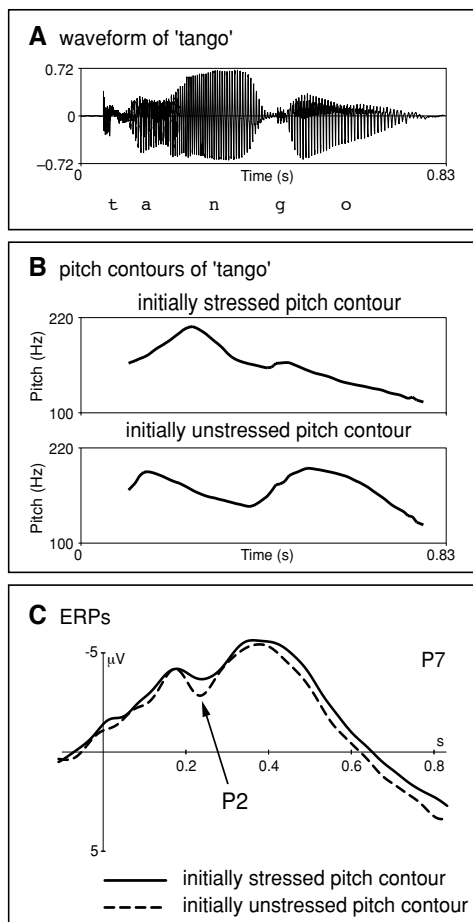 A waveform of 'tango'
0.72
0
–0.72
0 Time (s) 0.83
t a n g o
B pitch contours of 'tango'
initially stressed pitch contour
220
Pitch (Hz)
100
initially unstressed pitch contour
220
Pitch (Hz)
100
0 Time (s) 0.83
C ERPs
-5 µV P7
s
0.2 0.4 0.6 0.8
P2
5
initially stressed pitch contour
initially unstressed pitch contour